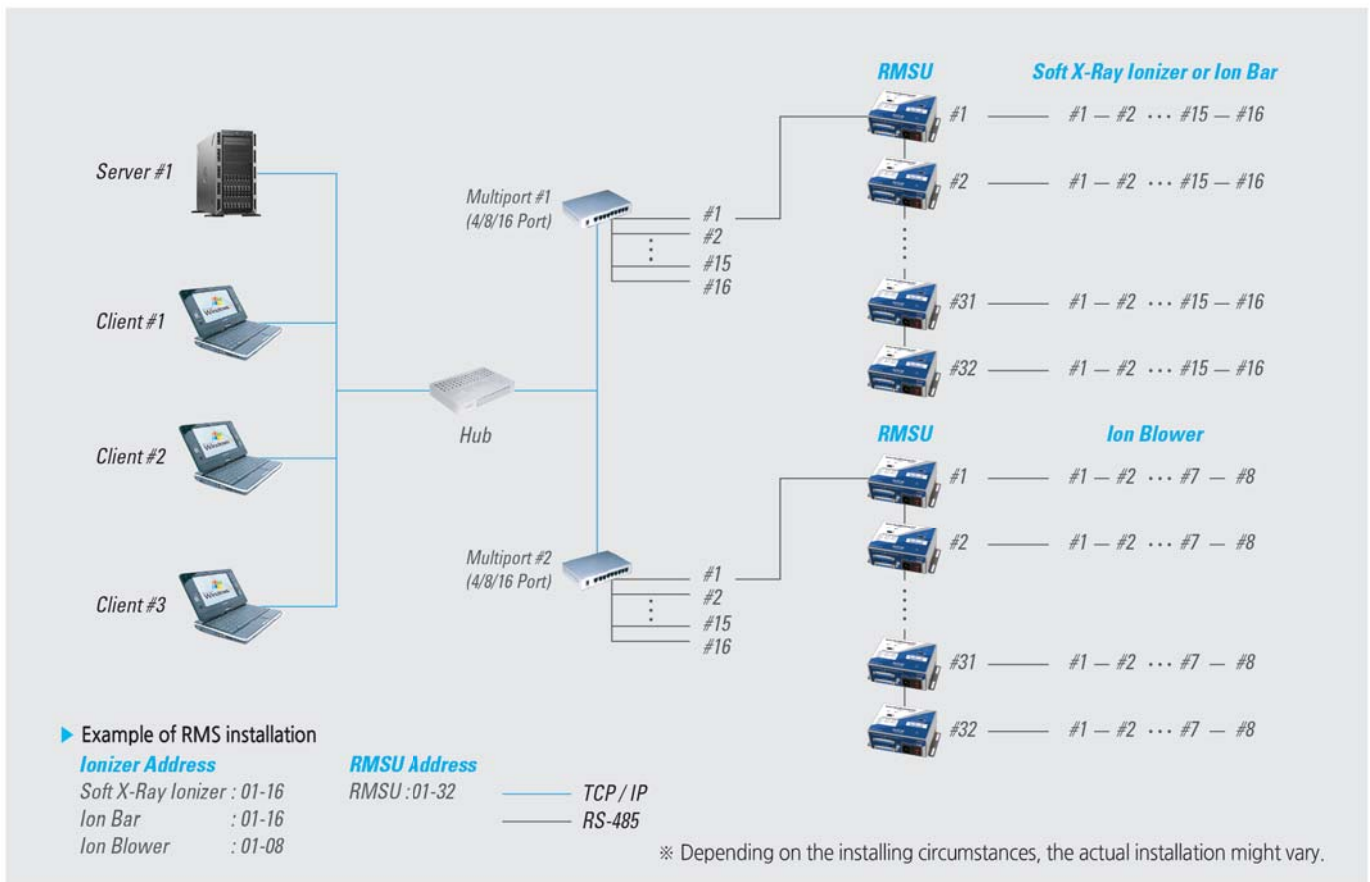 RMSU Soft X-Ray Ionizer or Ion Bar
#1 #1 — #2 ··· #15 — #16
#2 #1 — #2 ··· #15 — #16
#31 #1 — #2 ··· #15 — #16
#32 #1 — #2 ··· #15 — #16
Server #1
Client #1
Client #2
Client #3
Hub
Multiport #1
(4/8/16 Port)
#1
#2
#15
#16
Multiport #2
(4/8/16 Port)
#1
#2
#15
#16
RMSU Ion Blower
#1 #1 — #2 ··· #7 — #8
#2 #1 — #2 ··· #7 — #8
#31 #1 — #2 ··· #7 — #8
#32 #1 — #2 ··· #7 — #8
Windows
Windows
Windows
▶ Example of RMS installation
Ionizer Address
Soft X-Ray Ionizer : 01-16
Ion Bar : 01-16
Ion Blower : 01-08
RMSU Address
RMSU : 01-32
TCP / IP
RS-485
※ Depending on the installing circumstances, the actual installation might vary.